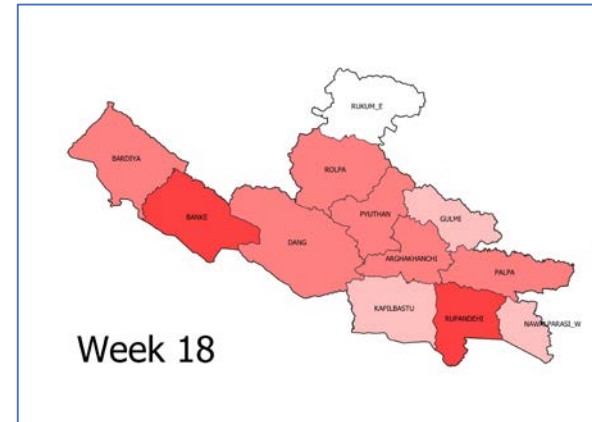 RUKUM_E
BARDIYA
ROLPA
BANKE
PYUTHAN
GULMI
DANG
ARGHAKHANCHI
PALPA
KAPILBASTU
RUPANDEHI
NAWALPARASI_W
Week 18